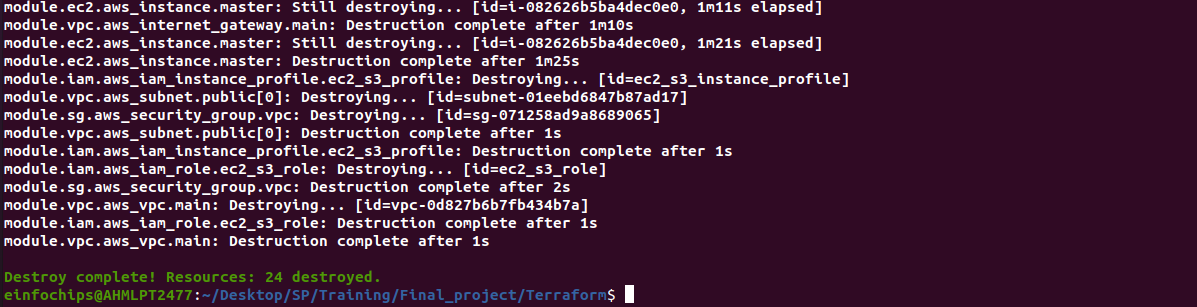 module.ec2.aws_instance.master: Still destroying... [id=i-082626b5ba4dec0e0, 1m11s elapsed]
module.vpc.aws_internet_gateway.main: Destruction complete after 1m10s
module.ec2.aws_instance.master: Still destroying... [id=i-082626b5ba4dec0e0, 1m21s elapsed]
module.ec2.aws_instance.master: Destruction complete after 1m25s
module.iam.aws_iam_instance_profile.ec2_s3_profile: Destroying... [id=ec2_s3_instance_profile]
module.vpc.aws_subnet.public[0]: Destroying... [id=subnet-01eebd6847b87ad17]
module.sg.aws_security_group.vpc: Destroying... [id=sg-071258ad9a8689065]
module.vpc.aws_subnet.public[0]: Destruction complete after 1s
module.iam.aws_iam_instance_profile.ec2_s3_profile: Destruction complete after 1s
module.iam.aws_iam_role.ec2_s3_role: Destroying... [id=ec2_s3_role]
module.sg.aws_security_group.vpc: Destruction complete after 2s
module.vpc.aws_vpc.main: Destroying... [id=vpc-0d827b6b7fb434b7a]
module.iam.aws_iam_role.ec2_s3_role: Destruction complete after 1s
module.vpc.aws_vpc.main: Destruction complete after 1s
Destroy complete! Resources: 24 destroyed.
einfochips@AHMLPT2477:~/Desktop/SP/Training/Final_project/Terraform$